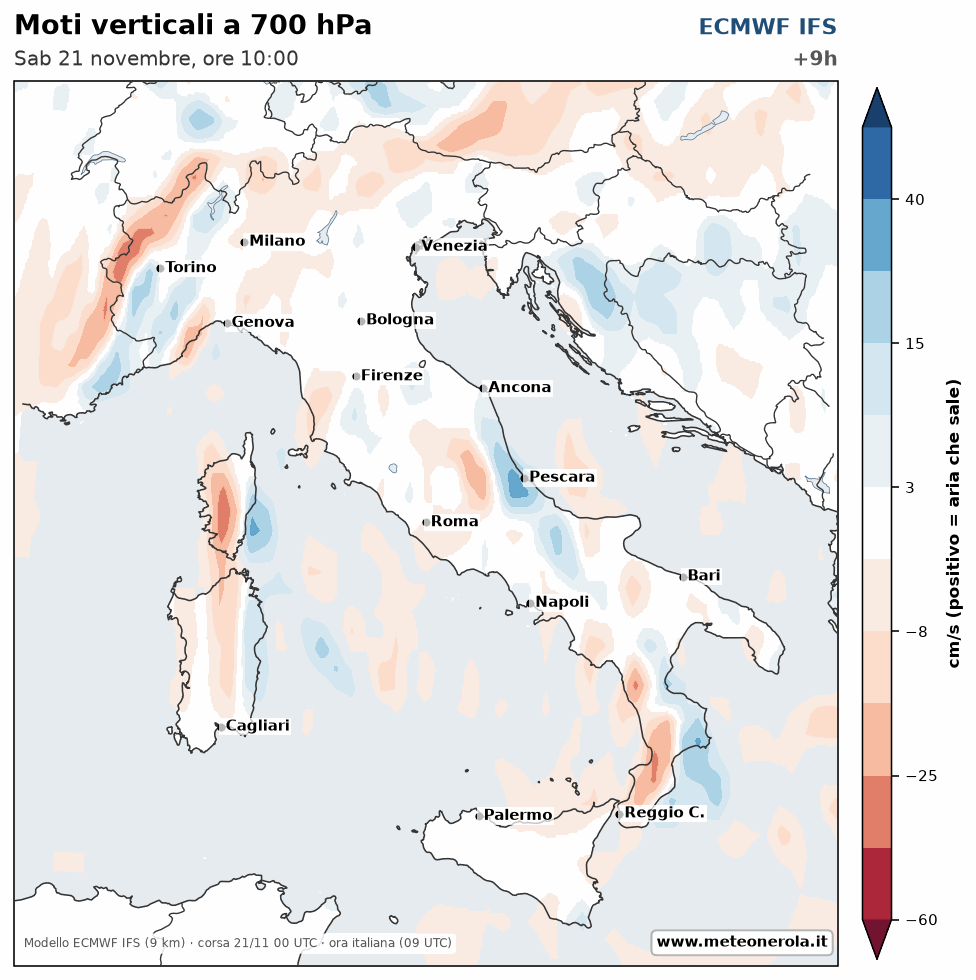 Moti verticali a 700 hPa
ECMWF IFS
Sab 21 novembre, ore 10:00
+9h
Milano
Venezia
Torino
Genova
Bologna
Firenze
Ancona
Pescara
Roma
Bari
Napoli
Cagliari
Palermo
Reggio C.
40
15
3
−8
−25
−60
cm/s (positivo = aria che sale)
Modello ECMWF IFS (9 km) · corsa 21/11 00 UTC · ora italiana (09 UTC)
www.meteonerola.it